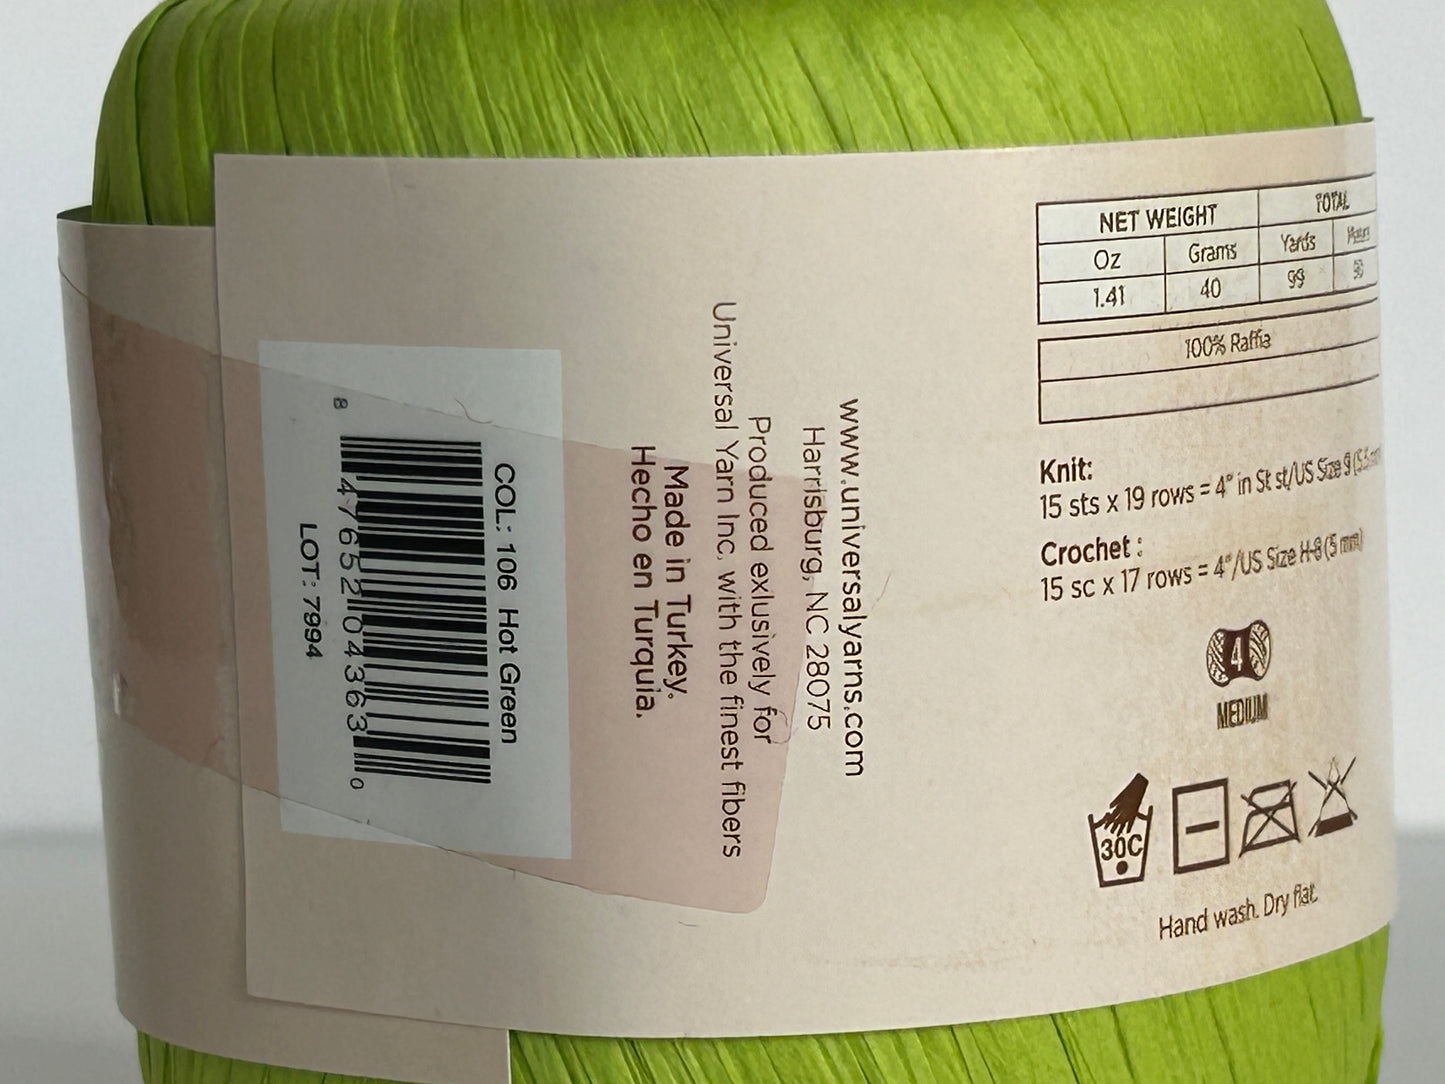 NET WEIGHT TOTAL
Oz Grams Yards
1.41 40 99
100% Raffia
Knit:
15 sts x 19 rows = 4" in St st/US Size 9 (5.5
Crochet :
15 sc x 17 rows = 4"/US Size H-8 (5 mm)
4
MEDIUM
30C
Hand wash. Dry flat.
www.universalyarns.com
Harrisburg, NC 28075
Produced exlusively for
Universal Yarn Inc. with the finest fibers
Made in Turkey.
Hecho en Turquia.
COL: 106 Hot Green
8 47652 04363 0
LOT: 7994